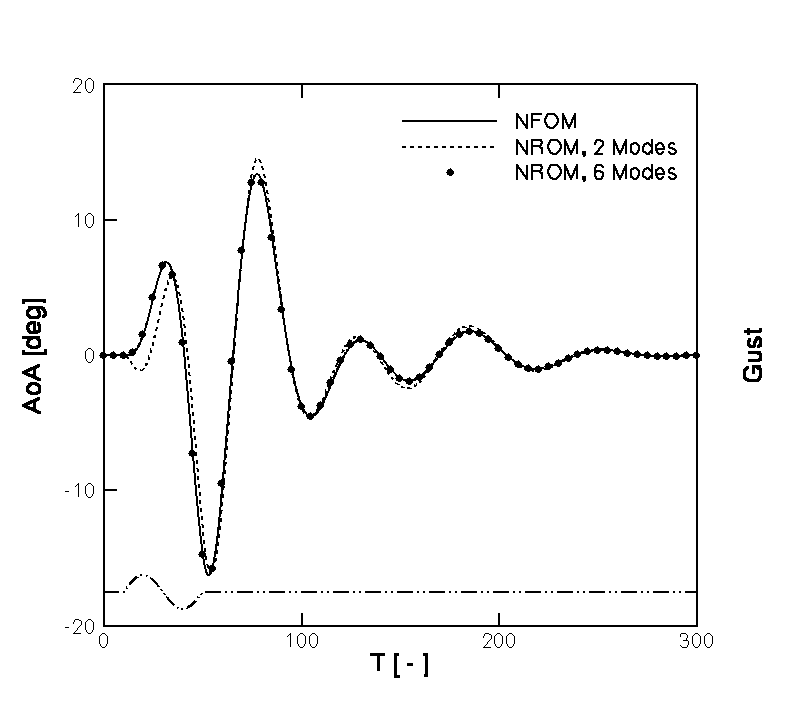 20
10
0
-10
-20
0
100
200
300
NFOM
NROM, 2 Modes
NROM, 6 Modes
AoA [deg]
Gust
T [ - ]